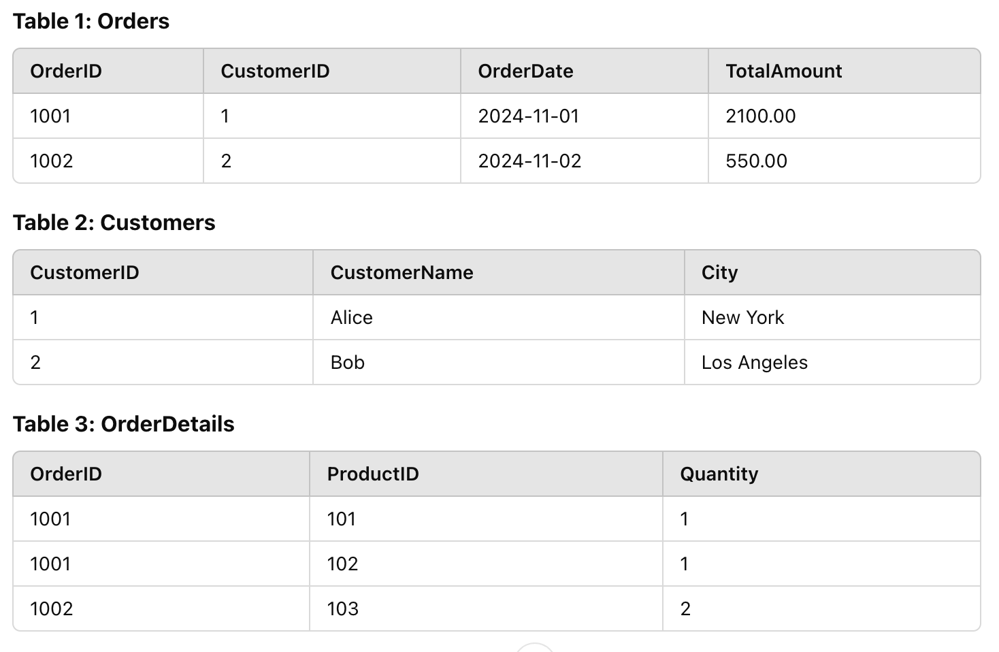 Table 1: Orders
OrderID CustomerID OrderDate TotalAmount
1001 1 2024-11-01 2100.00
1002 2 2024-11-02 550.00
Table 2: Customers
CustomerID CustomerName City
1 Alice New York
2 Bob Los Angeles
Table 3: OrderDetails
OrderID ProductID Quantity
1001 101 1
1001 102 1
1002 103 2